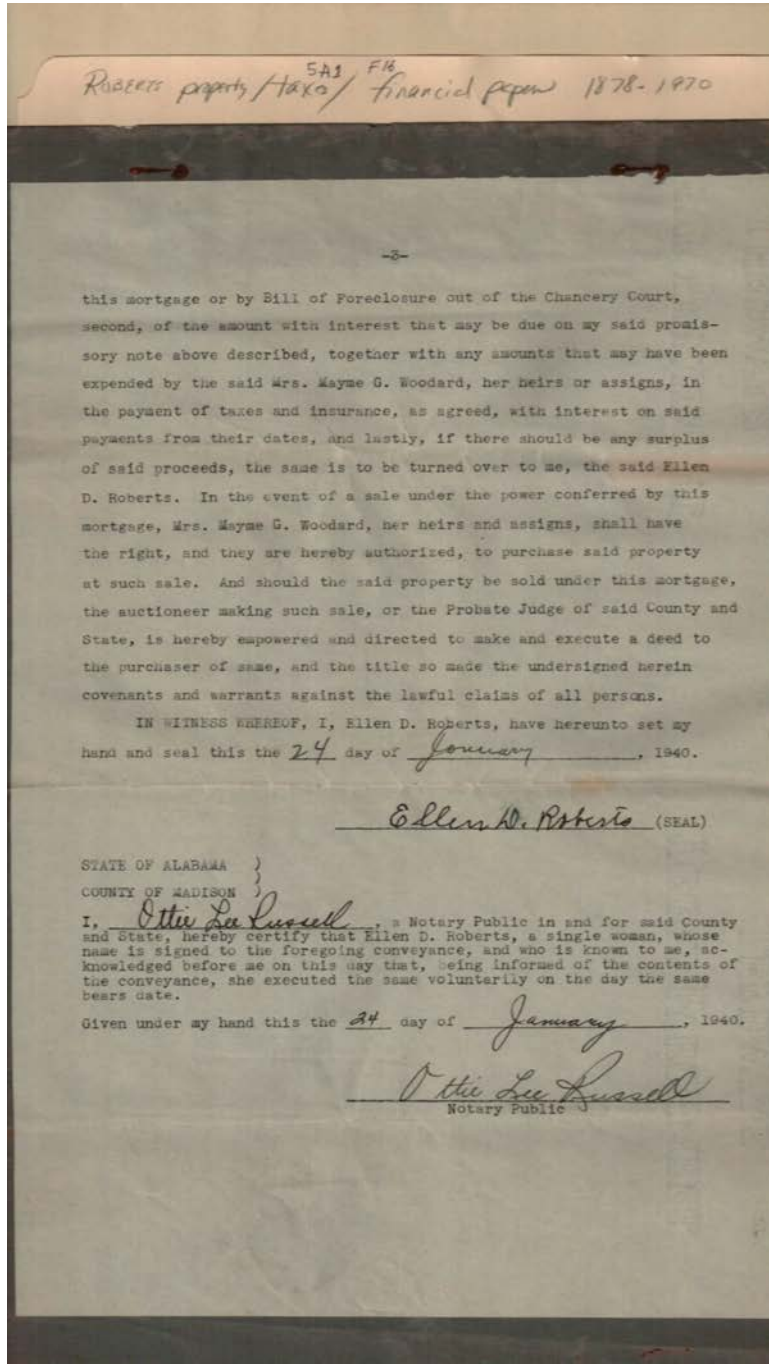 5A1 F16
ROBERTS property/taxo/ financial papers 1878-1970
-3-
this mortgage or by Bill of Foreclosure out of the Chancery Court,
second, of the amount with interest that may be due on my said promis-
sory note above described, together with any amounts that may have been
expended by the said Mrs. Mayme G. Woodard, her heirs or assigns, in
the payment of taxes and insurance, as agreed, with interest on said
payments from their dates, and lastly, if there should be any surplus
of said proceeds, the same is to be turned over to me, the said Ellen
D. Roberts. In the event of a sale under the power conferred by this
mortgage, Mrs. Mayme G. Woodard, her heirs and assigns, shall have
the right, and they are hereby authorized, to purchase said property
at such sale. And should the said property be sold under this mortgage,
the auctioneer making such sale, or the Probate Judge of said County and
State, is hereby empowered and directed to make and execute a deed to
the purchaser of same, and the title so made the undersigned herein
covenants and warrants against the lawful claims of all persons.
IN WITNESS WHEREOF, I, Ellen D. Roberts, have hereunto set my
hand and seal this the 24 day of January, 1940.
Ellen D. Roberts (SEAL)
STATE OF ALABAMA )
)
COUNTY OF MADISON )
I, Ottie Lee Russell, a Notary Public in and for said County
and State, hereby certify that Ellen D. Roberts, a single woman, whose
name is signed to the foregoing conveyance, and who is known to me, ac-
knowledged before me on this day that, being informed of the contents of
the conveyance, she executed the same voluntarily on the day the same
bears date.
Given under my hand this the 24 day of January, 1940.
Ottie Lee Russell
Notary Public